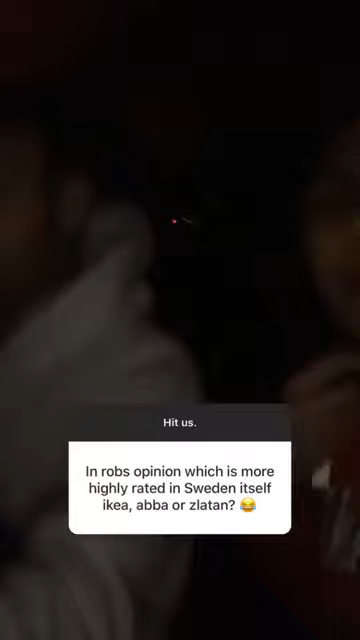 Hit us.
In robs opinion which is more
highly rated in Sweden itself
ikea, abba or zlatan? 😂